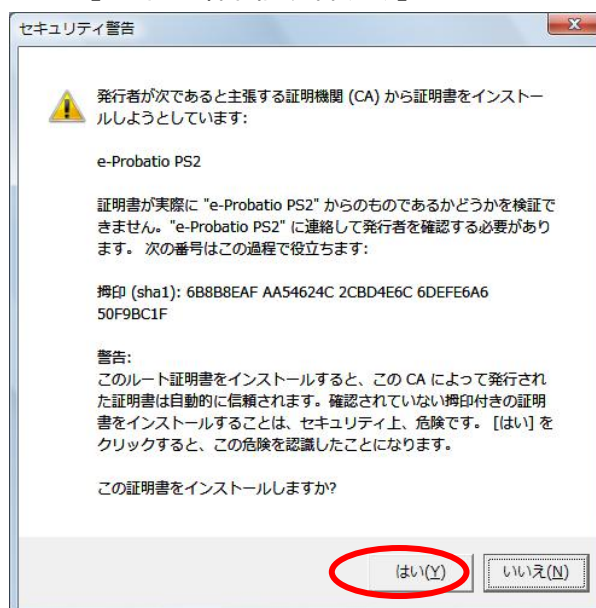 セキュリティ警告
発行者が次であると主張する証明機関 (CA) から証明書をインストー
ルしようとしています:
e-Probatio PS2
証明書が実際に "e-Probatio PS2" からのものであるかどうかを検証で
きません。"e-Probatio PS2" に連絡して発行者を確認する必要があり
ます。 次の番号はこの過程で役立ちます:
拇印 (sha1): 6B8B8EAF AA54624C 2CBD4E6C 6DEFE6A6
50F9BC1F
警告:
このルート証明書をインストールすると、この CA によって発行され
た証明書は自動的に信頼されます。確認されていない拇印付きの証明
書をインストールすることは、セキュリティ上、危険です。 [はい] を
クリックすると、この危険を認識したことになります。
この証明書をインストールしますか?
はい(Y)
いいえ(N)